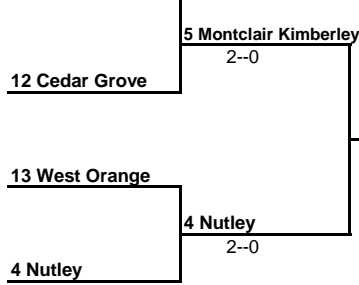 5 Montclair Kimberley
2--0
12 Cedar Grove
13 West Orange
4 Nutley
2--0
4 Nutley